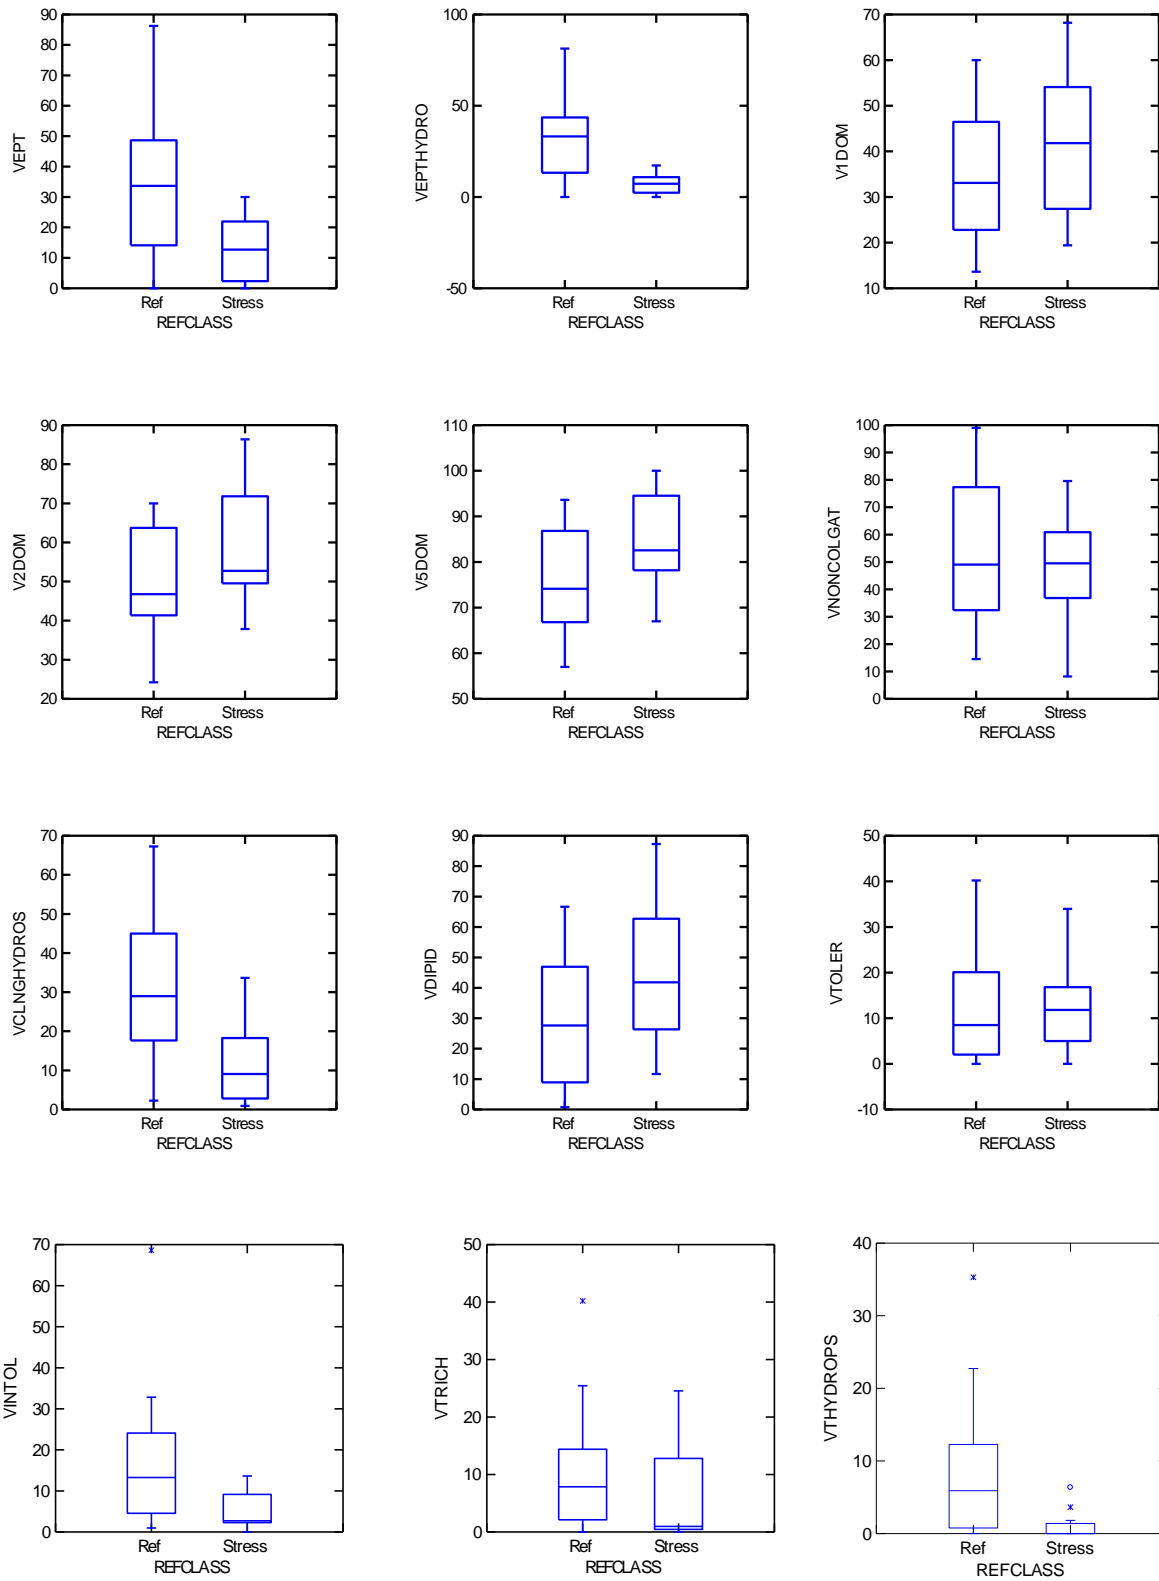 90
80
70
60
50
40
30
20
10
0
VEPT
Ref Stress
REFCLASS
100
50
0
-50
VEPTHYDRO
Ref Stress
REFCLASS
70
60
50
40
30
20
10
V1DOM
Ref Stress
REFCLASS
90
80
70
60
50
40
30
20
V2DOM
Ref Stress
REFCLASS
110
100
90
80
70
60
50
V5DOM
Ref Stress
REFCLASS
100
90
80
70
60
50
40
30
20
10
0
VNONCOLGAT
Ref Stress
REFCLASS
70
60
50
40
30
20
10
0
VCLNGHYDROS
Ref Stress
REFCLASS
90
80
70
60
50
40
30
20
10
0
VDIPID
Ref Stress
REFCLASS
50
40
30
20
10
0
-10
VTOLER
Ref Stress
REFCLASS
70
60
50
40
30
20
10
0
VINTOL
Ref Stress
REFCLASS
50
40
30
20
10
0
VTRICH
Ref Stress
REFCLASS
40
30
20
10
0
VTHYDROPS
Ref Stress
REFCLASS